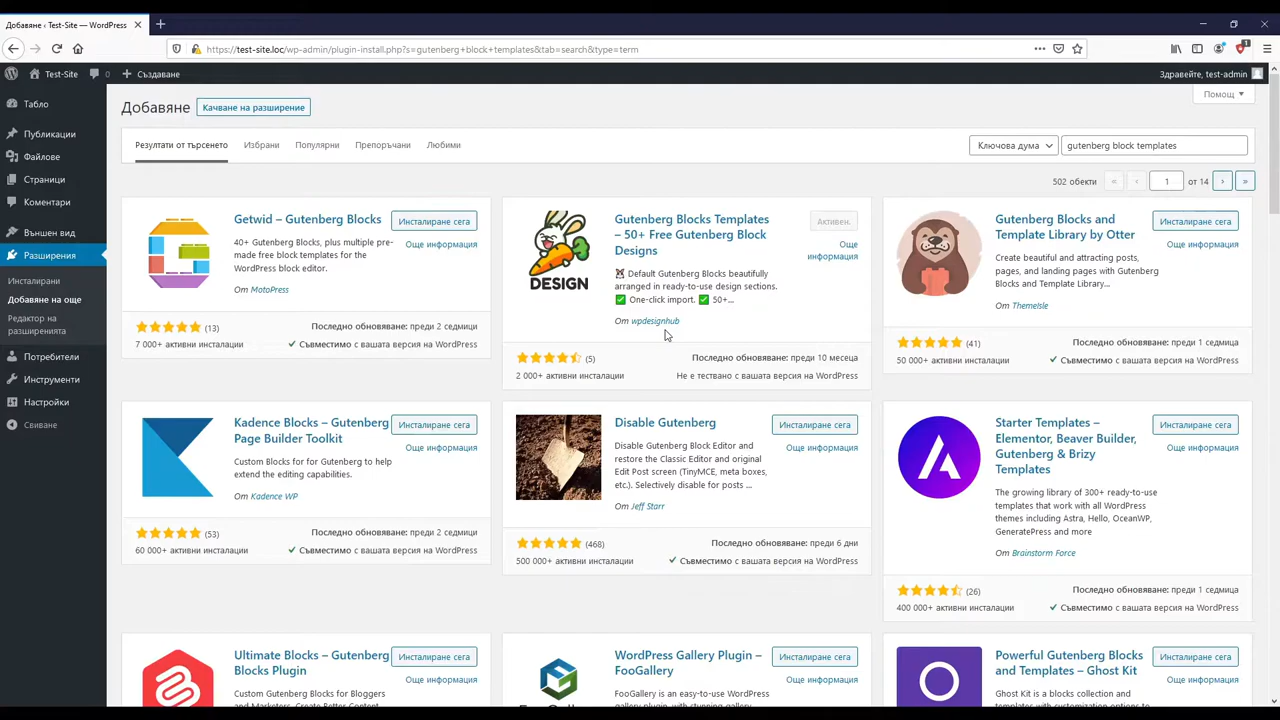 Добавяне ‹ Test-Site — WordPress
https://test-site.loc/wp-admin/plugin-install.php?s=gutenberg+block+templates&tab=search&type=term
Test-Site
0
Създаване
Здравейте, test-admin
Табло
Публикации
Файлове
Страници
Коментари
Външен вид
Разширения
Инсталирани
Добавяне на още
Редактор на
разширенията
Потребители
Инструменти
Настройки
Свиване
Добавяне
Качване на разширение
Помощ
Резултати от търсенето
Избрани
Популярни
Препоръчани
Любими
Ключова дума
gutenberg block templates
502 обекти
«
‹
1
от 14
›
»
Getwid – Gutenberg Blocks
Инсталиране сега
Още информация
40+ Gutenberg Blocks, plus multiple pre-
made free block templates for the
WordPress block editor.
От MotoPress
(13)
Последно обновяване: преди 2 седмици
7 000+ активни инсталации
Съвместимо с вашата версия на WordPress
DESIGN
Gutenberg Blocks Templates
– 50+ Free Gutenberg Block
Designs
Активен.
Още
информация
Default Gutenberg Blocks beautifully
arranged in ready-to-use design sections.
One-click import. 50+...
От wpdesignhub
(5)
Последно обновяване: преди 10 месеца
2 000+ активни инсталации
Не е тествано с вашата версия на WordPress
Gutenberg Blocks and
Template Library by Otter
Инсталиране сега
Още информация
Create beautiful and attracting posts,
pages, and landing pages with Gutenberg
Blocks and Template Library...
От ThemeIsle
(41)
Последно обновяване: преди 1 седмица
50 000+ активни инсталации
Съвместимо с вашата версия на WordPress
Kadence Blocks – Gutenberg
Page Builder Toolkit
Инсталиране сега
Още информация
Custom Blocks for for Gutenberg to help
extend the editing capabilities.
От Kadence WP
(53)
Последно обновяване: преди 2 седмици
60 000+ активни инсталации
Съвместимо с вашата версия на WordPress
Disable Gutenberg
Инсталиране сега
Още информация
Disable Gutenberg Block Editor and
restore the Classic Editor and original
Edit Post screen (TinyMCE, meta boxes,
etc.). Selectively disable for posts ...
От Jeff Starr
(468)
Последно обновяване: преди 6 дни
500 000+ активни инсталации
Съвместимо с вашата версия на WordPress
Starter Templates –
Elementor, Beaver Builder,
Gutenberg & Brizy
Templates
Инсталиране сега
Още информация
The growing library of 300+ ready-to-use
templates that work with all WordPress
themes including Astra, Hello, OceanWP,
GeneratePress and more
От Brainstorm Force
(26)
Последно обновяване: преди 1 седмица
400 000+ активни инсталации
Съвместимо с вашата версия на WordPress
Ultimate Blocks – Gutenberg
Blocks Plugin
Инсталиране сега
Още информация
Custom Gutenberg Blocks for Bloggers
and Marketers. Create Better Content
WordPress Gallery Plugin –
FooGallery
Инсталиране сега
Още информация
FooGallery is an easy-to-use WordPress
gallery plugin, with stunning gallery
Powerful Gutenberg Blocks
and Templates – Ghost Kit
Инсталиране сега
Още информация
Ghost Kit is a blocks collection and
templates with customization options to